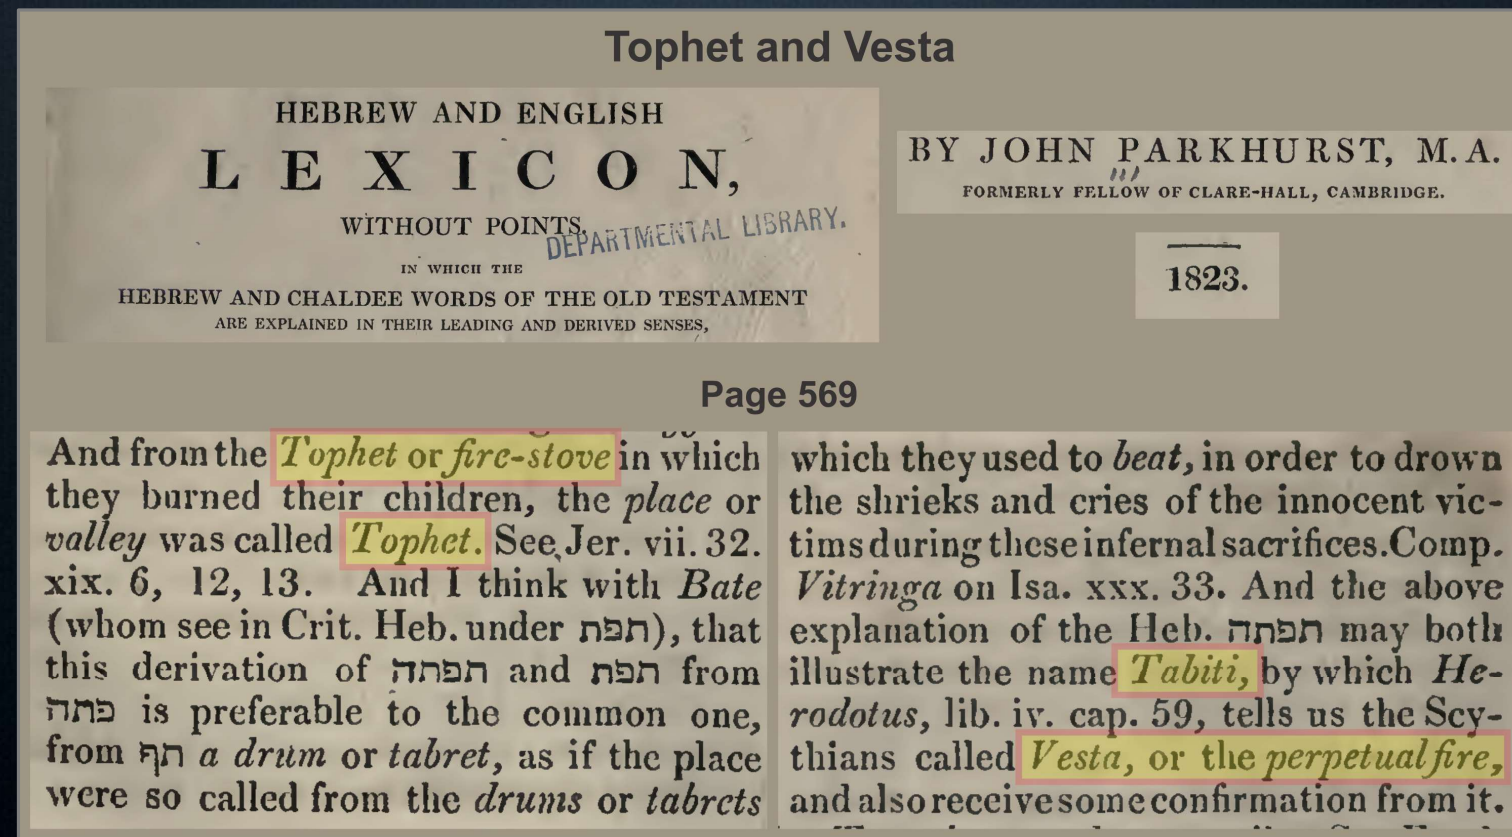 Tophet and Vesta
HEBREW AND ENGLISH
LEXICON,
WITHOUT POINTS,
DEPARTMENTAL LIBRARY.
IN WHICH THE
HEBREW AND CHALDEE WORDS OF THE OLD TESTAMENT
ARE EXPLAINED IN THEIR LEADING AND DERIVED SENSES,
BY JOHN PARKHURST, M.A.
FORMERLY FELLOW OF CLARE-HALL, CAMBRIDGE.
1823.
Page 569
And from the Tophet or fire-stove in which
they burned their children, the place or
valley was called Tophet. See Jer. vii. 32.
xix. 6, 12, 13. And I think with Bate
(whom see in Crit. Heb. under תפת), that
this derivation of תפתה and תפת from
פתה is preferable to the common one,
from תף a drum or tabret, as if the place
were so called from the drums or tabrets
which they used to beat, in order to drown
the shrieks and cries of the innocent vic-
tims during these infernal sacrifices. Comp.
Vitringa on Isa. xxx. 33. And the above
explanation of the Heb. תפתה may both
illustrate the name Tabiti, by which He-
rodotus, lib. iv. cap. 59, tells us the Scy-
thians called Vesta, or the perpetual fire,
and also receive some confirmation from it.